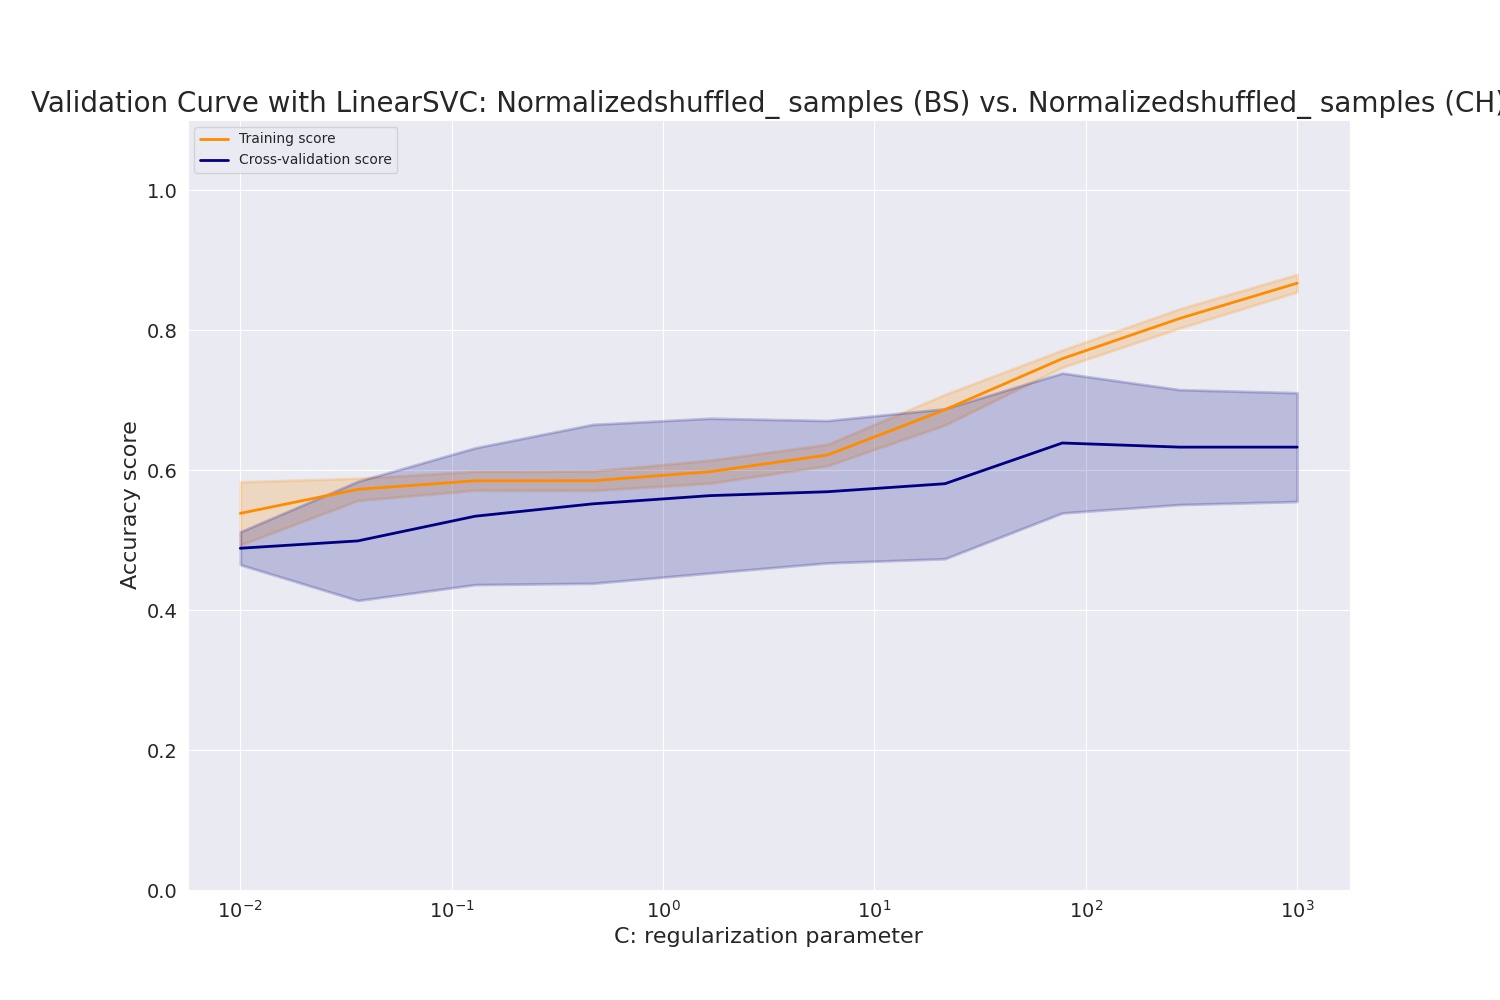 Validation Curve with LinearSVC: Normalizedshuffled_ samples (BS) vs. Normalizedshuffled_ samples (CH)
Training score
Cross-validation score
1.0
0.8
0.6
0.4
0.2
0.0
Accuracy score
10⁻² 10⁻¹ 10⁰ 10¹ 10² 10³
C: regularization parameter